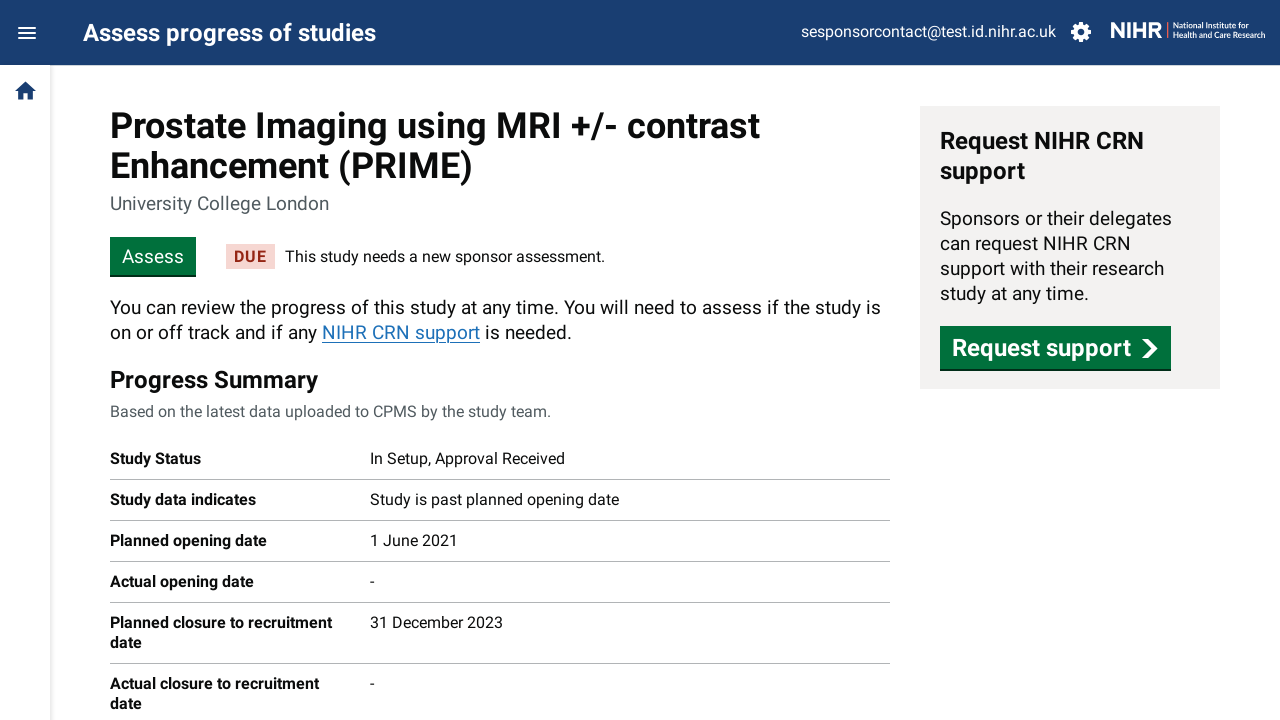 Assess progress of studies
sesponsorcontact@test.id.nihr.ac.uk
NIHR | National Institute for
Health and Care Research
Prostate Imaging using MRI +/- contrast
Enhancement (PRIME)
University College London
Assess
DUE
This study needs a new sponsor assessment.
You can review the progress of this study at any time. You will need to assess if the study is
on or off track and if any NIHR CRN support is needed.
Progress Summary
Based on the latest data uploaded to CPMS by the study team.
Study Status In Setup, Approval Received
Study data indicates Study is past planned opening date
Planned opening date 1 June 2021
Actual opening date -
Planned closure to recruitment 31 December 2023
date
Actual closure to recruitment -
date
Request NIHR CRN
support
Sponsors or their delegates
can request NIHR CRN
support with their research
study at any time.
Request support